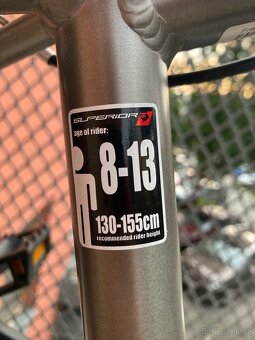 SUPERIOR
age of rider:
8-13
130-155cm
recommended rider height